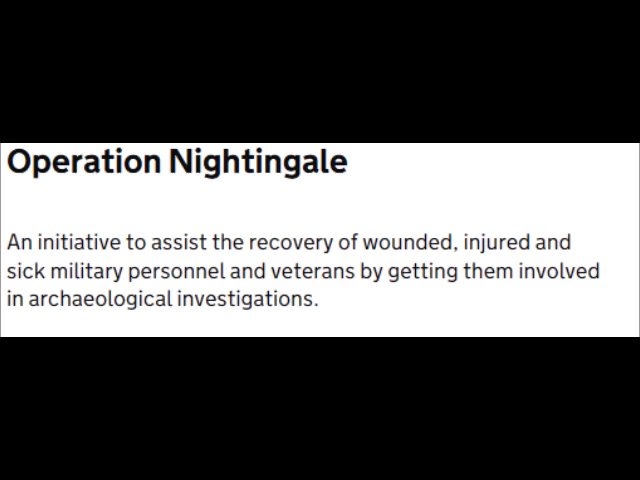 Operation Nightingale
An initiative to assist the recovery of wounded, injured and
sick military personnel and veterans by getting them involved
in archaeological investigations.